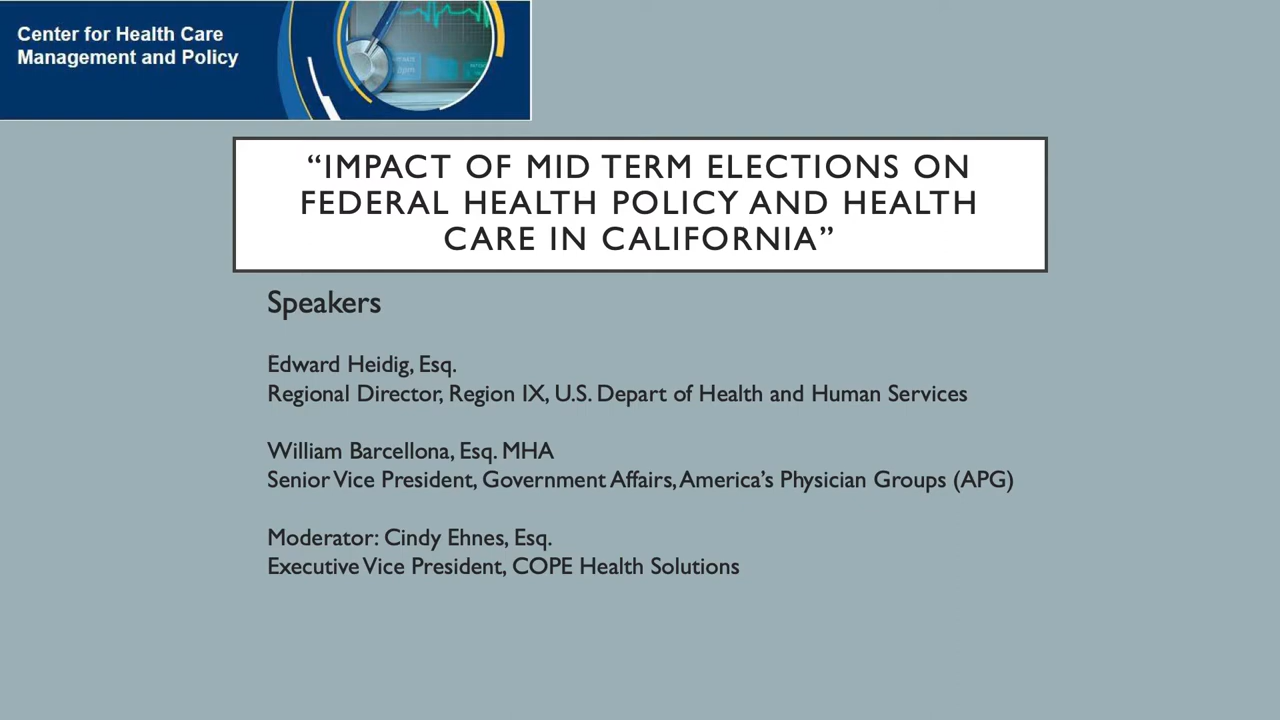 Center for Health Care
Management and Policy
“IMPACT OF MID TERM ELECTIONS ON
FEDERAL HEALTH POLICY AND HEALTH
CARE IN CALIFORNIA”
Speakers
Edward Heidig, Esq.
Regional Director, Region IX, U.S. Depart of Health and Human Services
William Barcellona, Esq. MHA
Senior Vice President, Government Affairs, America’s Physician Groups (APG)
Moderator: Cindy Ehnes, Esq.
Executive Vice President, COPE Health Solutions